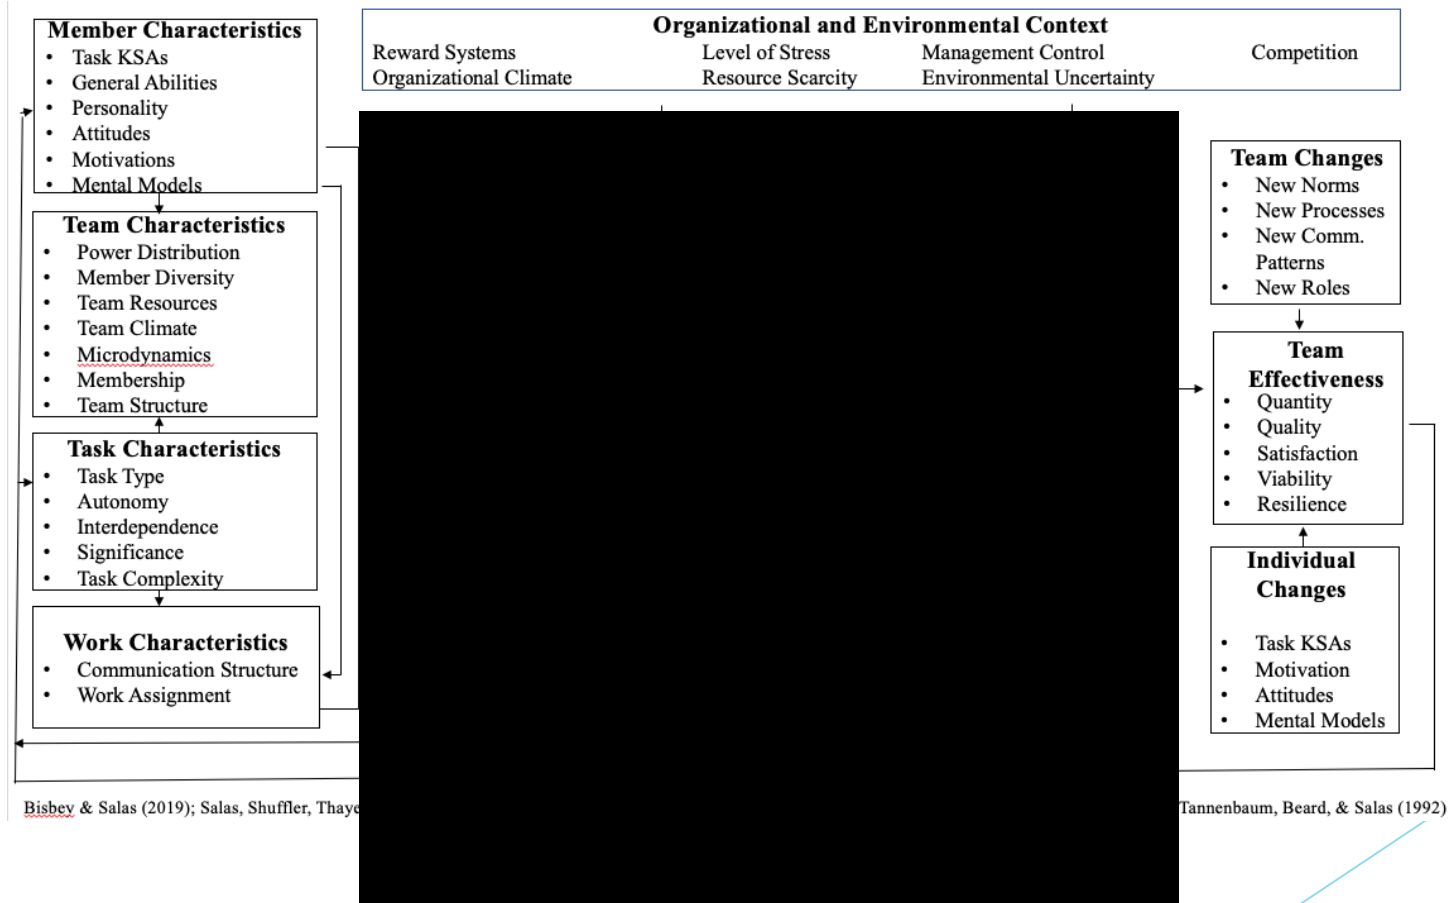 Member Characteristics
• Task KSAs
• General Abilities
• Personality
• Attitudes
• Motivations
• Mental Models
Organizational and Environmental Context
Reward Systems Level of Stress Management Control Competition
Organizational Climate Resource Scarcity Environmental Uncertainty
Team Characteristics
• Power Distribution
• Member Diversity
• Team Resources
• Team Climate
• Microdynamics
• Membership
• Team Structure
Task Characteristics
• Task Type
• Autonomy
• Interdependence
• Significance
• Task Complexity
Work Characteristics
• Communication Structure
• Work Assignment
Team Changes
• New Norms
• New Processes
• New Comm.
Patterns
• New Roles
Team
Effectiveness
• Quantity
• Quality
• Satisfaction
• Viability
• Resilience
Individual
Changes
• Task KSAs
• Motivation
• Attitudes
• Mental Models
Bisbey & Salas (2019); Salas, Shuffler, Thaye Tannenbaum, Beard, & Salas (1992)